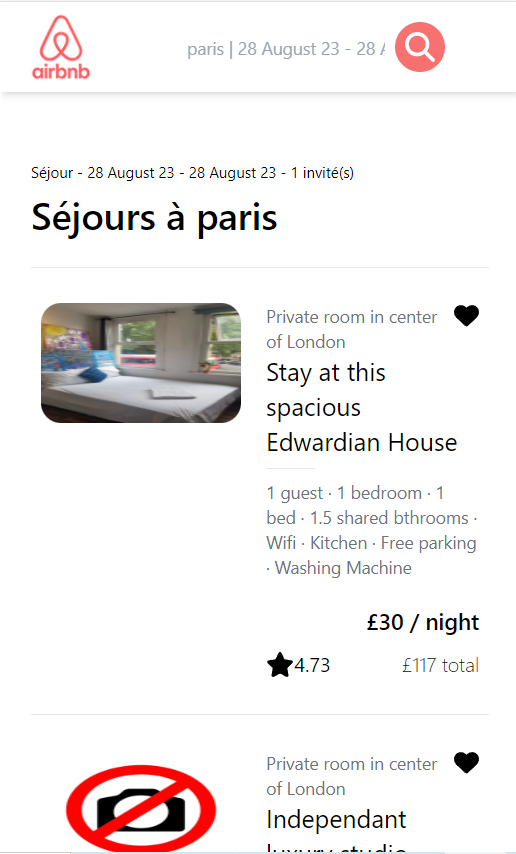 airbnb
paris | 28 August 23 - 28
Séjour - 28 August 23 - 28 August 23 - 1 invité(s)
Séjours à paris
Private room in center
of London
Stay at this
spacious
Edwardian House
1 guest · 1 bedroom · 1
bed · 1.5 shared bthrooms ·
Wifi · Kitchen · Free parking
· Washing Machine
£30 / night
4.73
£117 total
Private room in center
of London
Independant
luxury studio